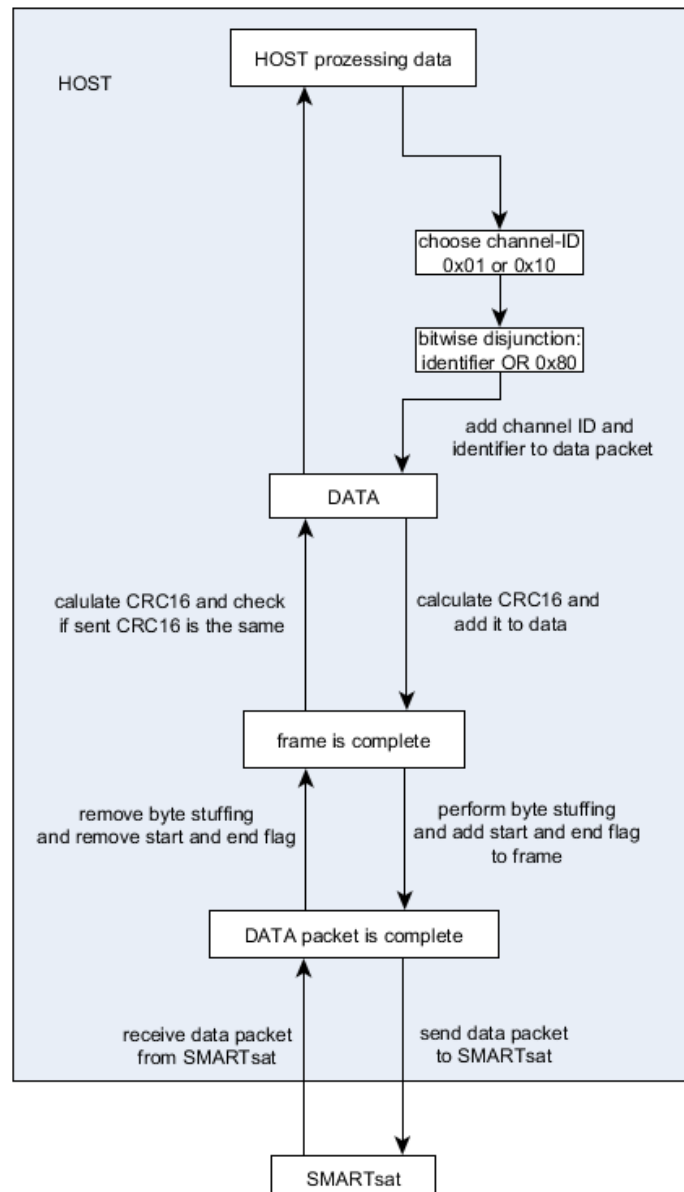 HOST prozessing data
HOST
choose channel-ID
0x01 or 0x10
bitwise disjunction:
identifier OR 0x80
add channel ID and
identifier to data packet
DATA
calulate CRC16 and check
if sent CRC16 is the same
calculate CRC16 and
add it to data
frame is complete
remove byte stuffing
and remove start and end flag
perform byte stuffing
and add start and end flag
to frame
DATA packet is complete
receive data packet
from SMARTsat
send data packet
to SMARTsat
SMARTsat